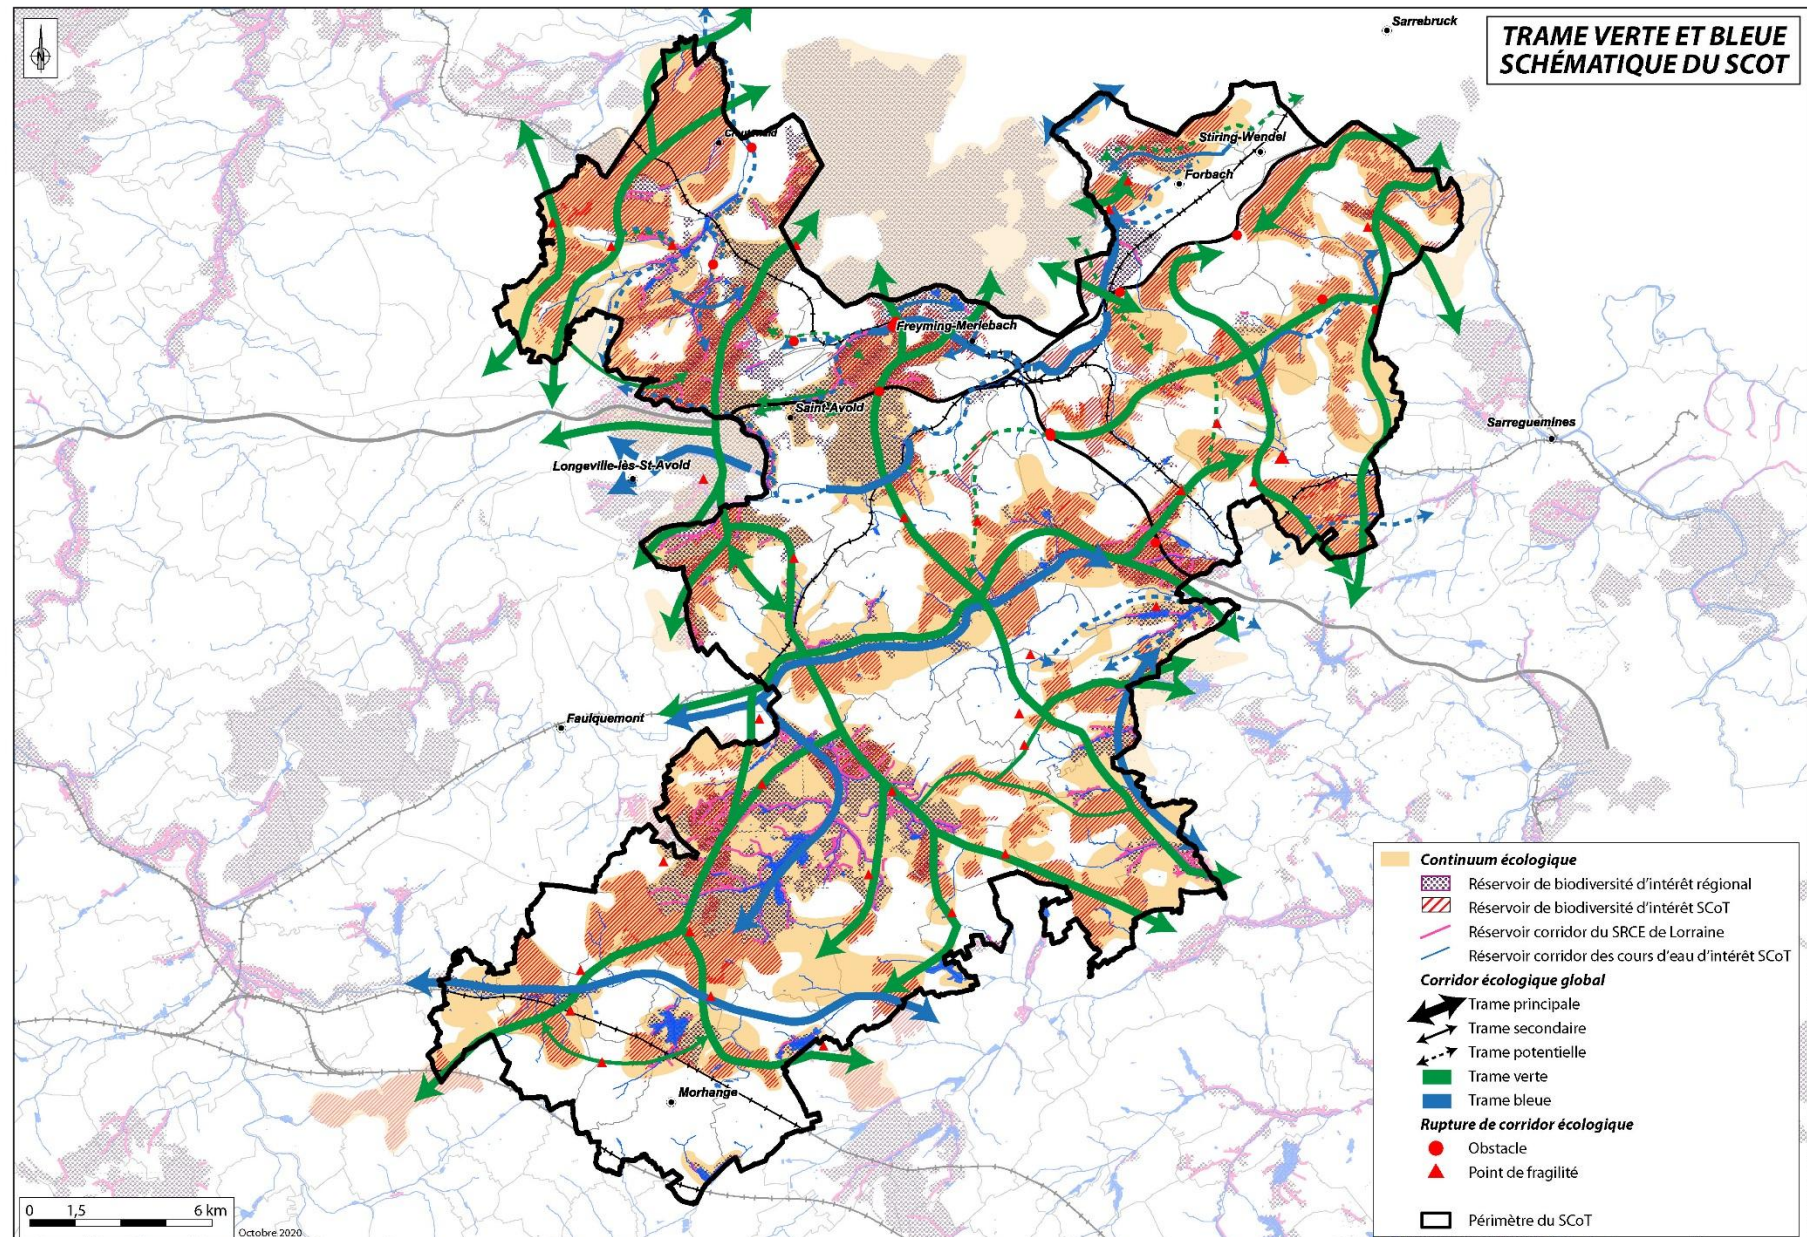 N
Sarrebruck
TRAME VERTE ET BLEUE
SCHÉMATIQUE DU SCOT
Creutzwald
Stiring-Wendel
Forbach
Freyming-Merlebach
Saint-Avold
Sarreguemines
Longeville-lès-St-Avold
Faulquemont
Morhange
Continuum écologique
Réservoir de biodiversité d'intérêt régional
Réservoir de biodiversité d'intérêt SCoT
Réservoir corridor du SRCE de Lorraine
Réservoir corridor des cours d'eau d'intérêt SCoT
Corridor écologique global
Trame principale
Trame secondaire
Trame potentielle
Trame verte
Trame bleue
Rupture de corridor écologique
Obstacle
Point de fragilité
Périmètre du SCoT
0 1,5 6 km
Octobre 2020